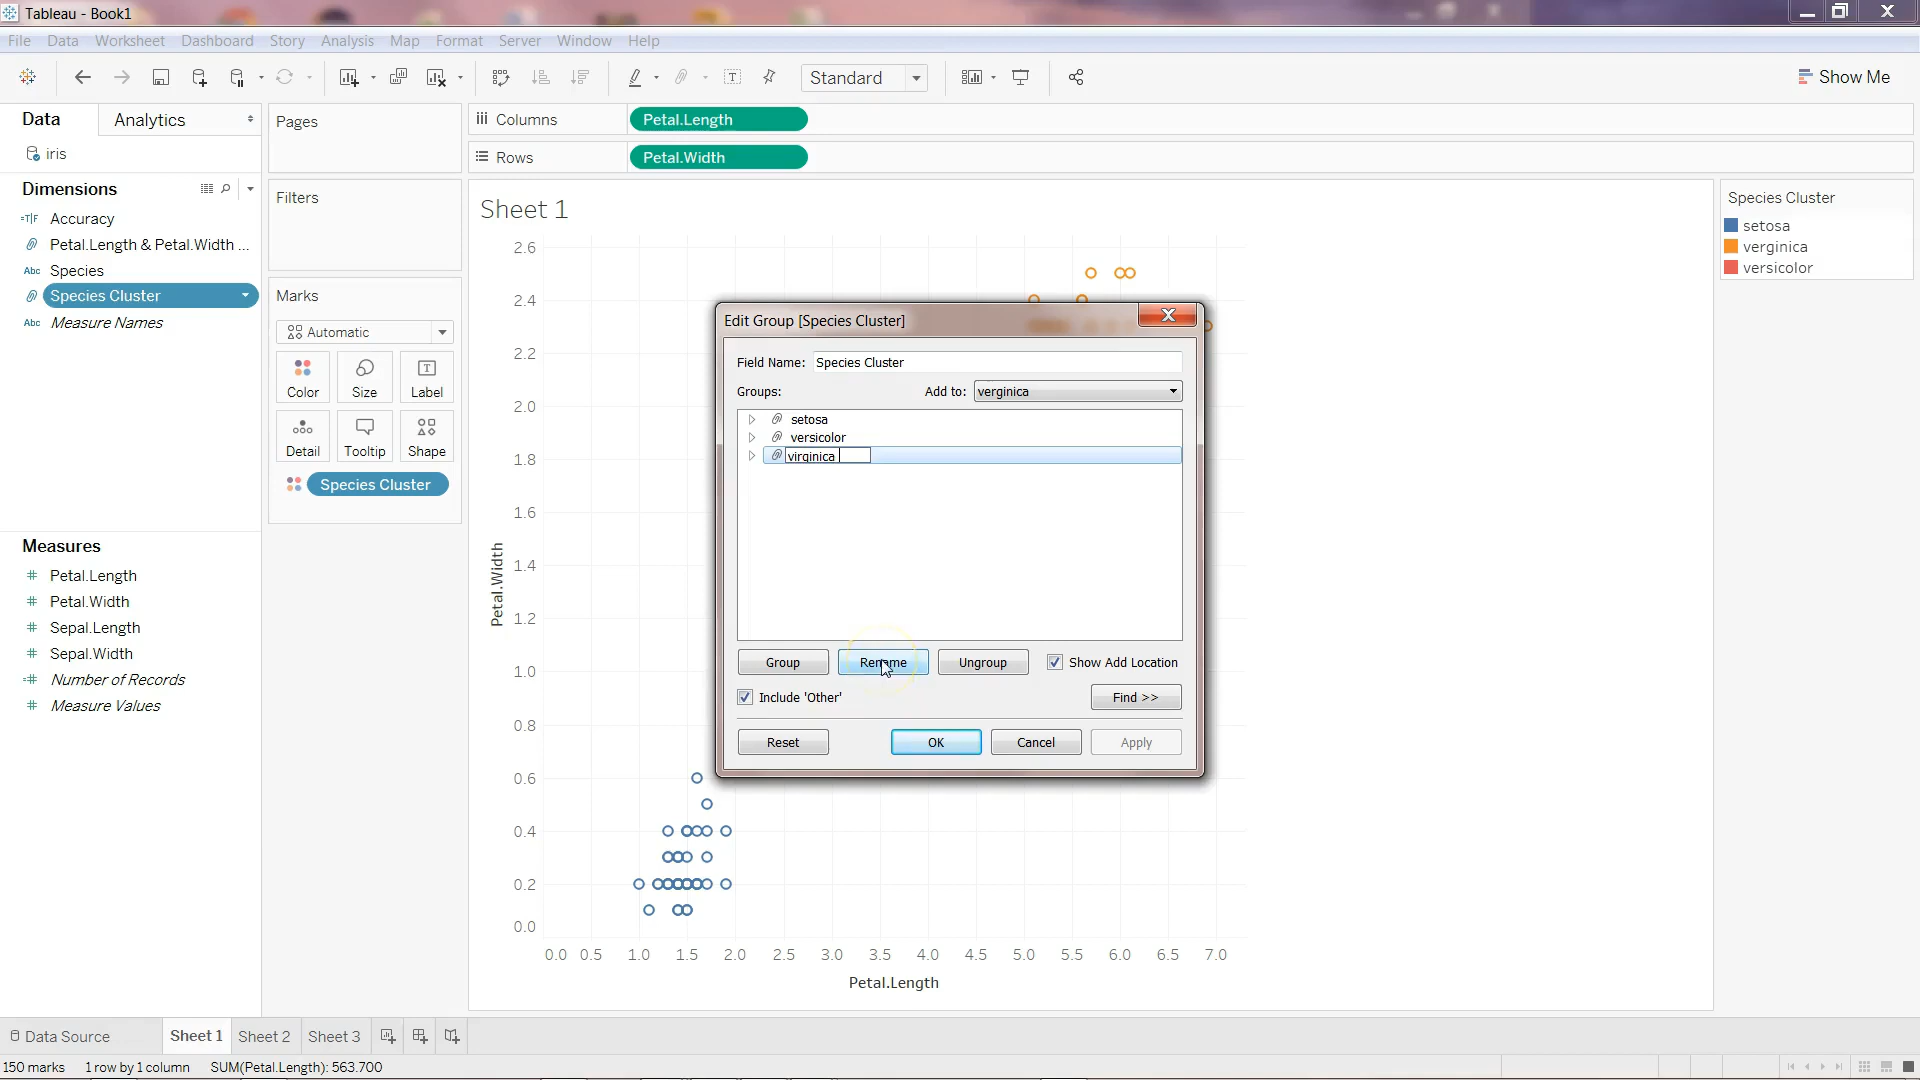 Tableau - Book1
File Data Worksheet Dashboard Story Analysis Map Format Server Window Help
Standard
Show Me
Data
Analytics
iris
Dimensions
Accuracy
Petal.Length & Petal.Width ...
Abc Species
Species Cluster
Abc Measure Names
Measures
Petal.Length
Petal.Width
Sepal.Length
Sepal.Width
Number of Records
Measure Values
Pages
Filters
Marks
Automatic
Color Size Label
Detail Tooltip Shape
Species Cluster
Columns Petal.Length
Rows Petal.Width
Sheet 1
2.6
2.4
2.2
2.0
1.8
1.6
1.4
1.2
1.0
0.8
0.6
0.4
0.2
0.0
Petal.Width
0.0 0.5 1.0 1.5 2.0 2.5 3.0 3.5 4.0 4.5 5.0 5.5 6.0 6.5 7.0
Petal.Length
Edit Group [Species Cluster]
Field Name: Species Cluster
Groups: Add to: verginica
setosa
versicolor
virginica
Group Rename Ungroup Show Add Location
Include 'Other' Find >>
Reset OK Cancel Apply
Species Cluster
setosa
verginica
versicolor
Data Source Sheet 1 Sheet 2 Sheet 3
150 marks 1 row by 1 column SUM(Petal.Length): 563.700